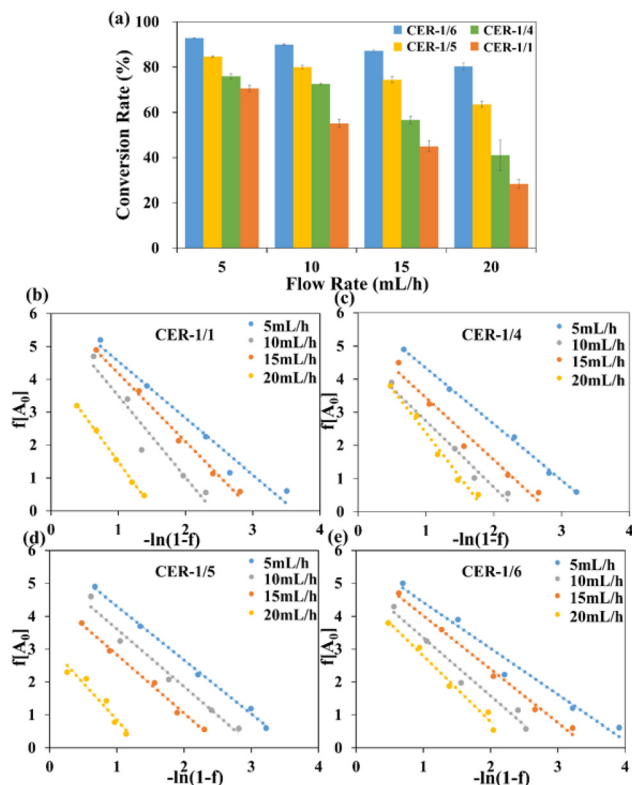 (a)
CER-1/6 CER-1/4
CER-1/5 CER-1/1
Conversion Rate (%)
100
80
60
40
20
0
5 10 15 20
Flow Rate (mL/h)
(b)
CER-1/1
5mL/h
10mL/h
15mL/h
20mL/h
f[A0]
6
5
4
3
2
1
0
0 1 2 3 4
-ln(1-f)
(c)
CER-1/4
5mL/h
10mL/h
15mL/h
20mL/h
f[A0]
6
5
4
3
2
1
0
0 1 2 3 4
-ln(1-f)
(d)
CER-1/5
5mL/h
10mL/h
15mL/h
20mL/h
f[A0]
6
5
4
3
2
1
0
0 1 2 3 4
-ln(1-f)
(e)
CER-1/6
5mL/h
10mL/h
15mL/h
20mL/h
f[A0]
6
5
4
3
2
1
0
0 1 2 3 4
-ln(1-f)